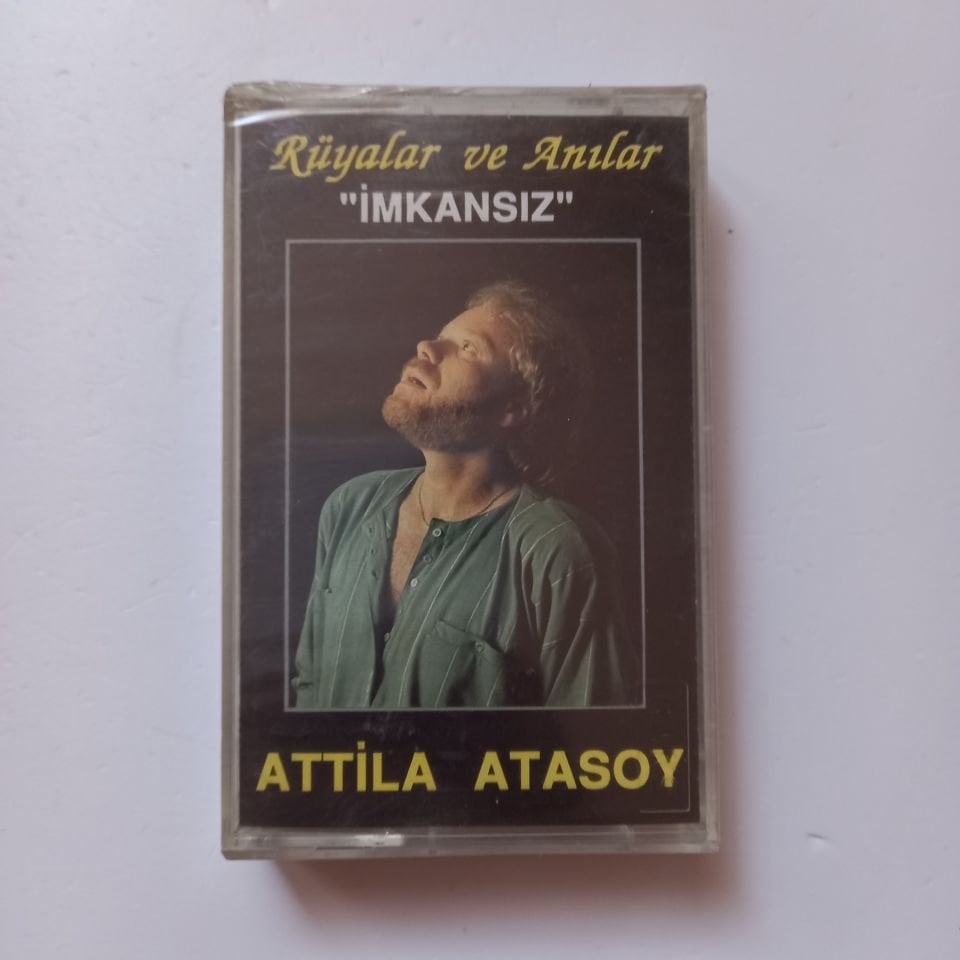 Rüyalar ve Anılar
"İMKANSIZ"
ATTİLA ATASOY